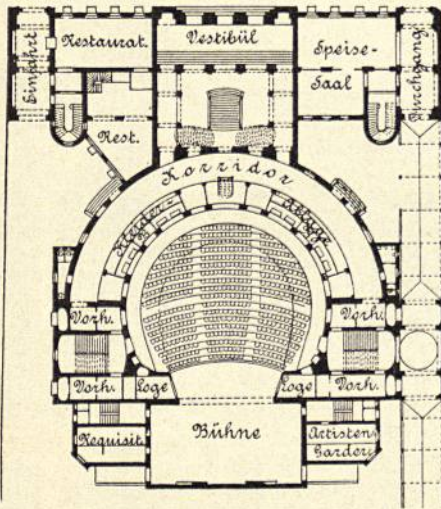 Einfahrt
Restaurat.
Vestibül
Speise-
Saal
Durchgang
Rest.
Korridor
Kleider-
Ablage
Vorh.
Vorh.
Vorh.
Loge
Loge
Vorh.
Requisit.
Bühne
Artisten
Garder.